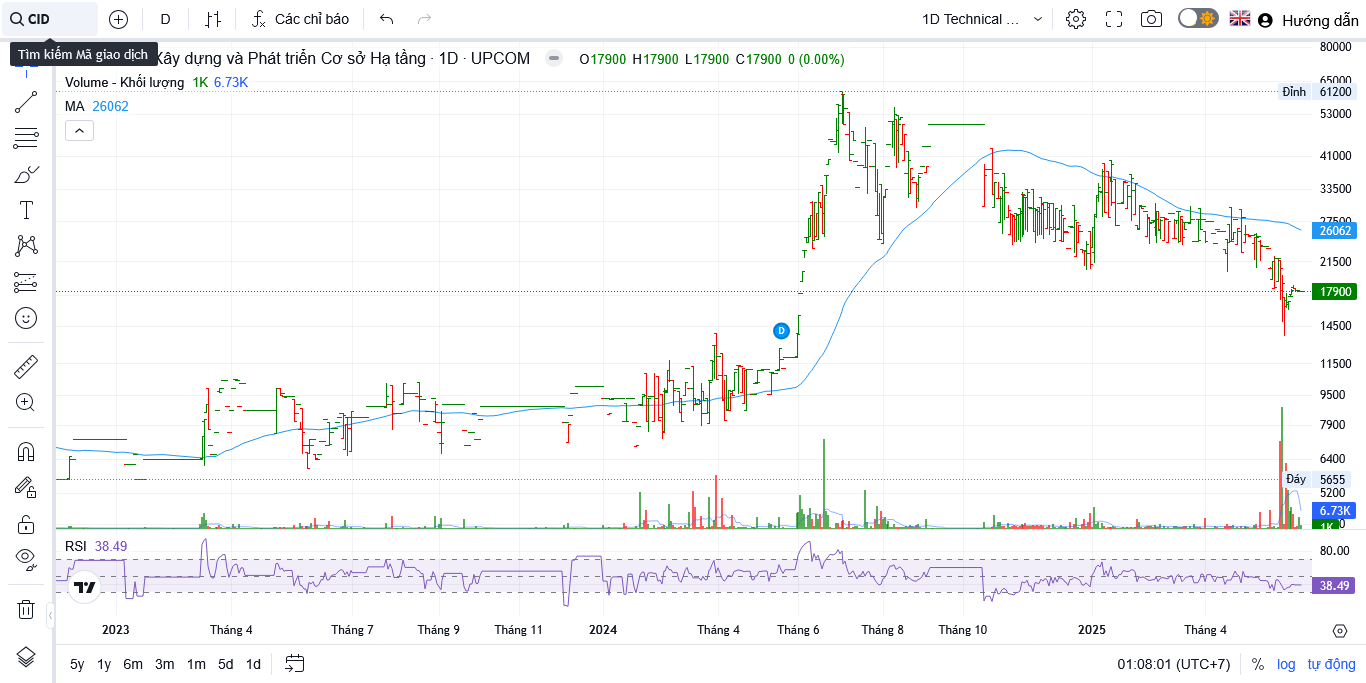 CID
D
Các chỉ báo
1D Technical ...
Hướng dẫn
Tìm kiếm Mã giao dịch
Xây dựng và Phát triển Cơ sở Hạ tầng · 1D · UPCOM
O17900 H17900 L17900 C17900 0 (0.00%)
Volume - Khối lượng 1K 6.73K
MA 26062
80000
65000
Đỉnh 61200
53000
41000
33500
27500
26062
21500
17900
14500
D
11500
9500
7900
6400
Đáy 5655
5200
6.73K
1K
RSI 38.49
80.00
38.49
2023 Tháng 4 Tháng 7 Tháng 9 Tháng 11 2024 Tháng 4 Tháng 6 Tháng 8 Tháng 10 2025 Tháng 4
5y 1y 6m 3m 1m 5d 1d
01:08:01 (UTC+7) % log tự động